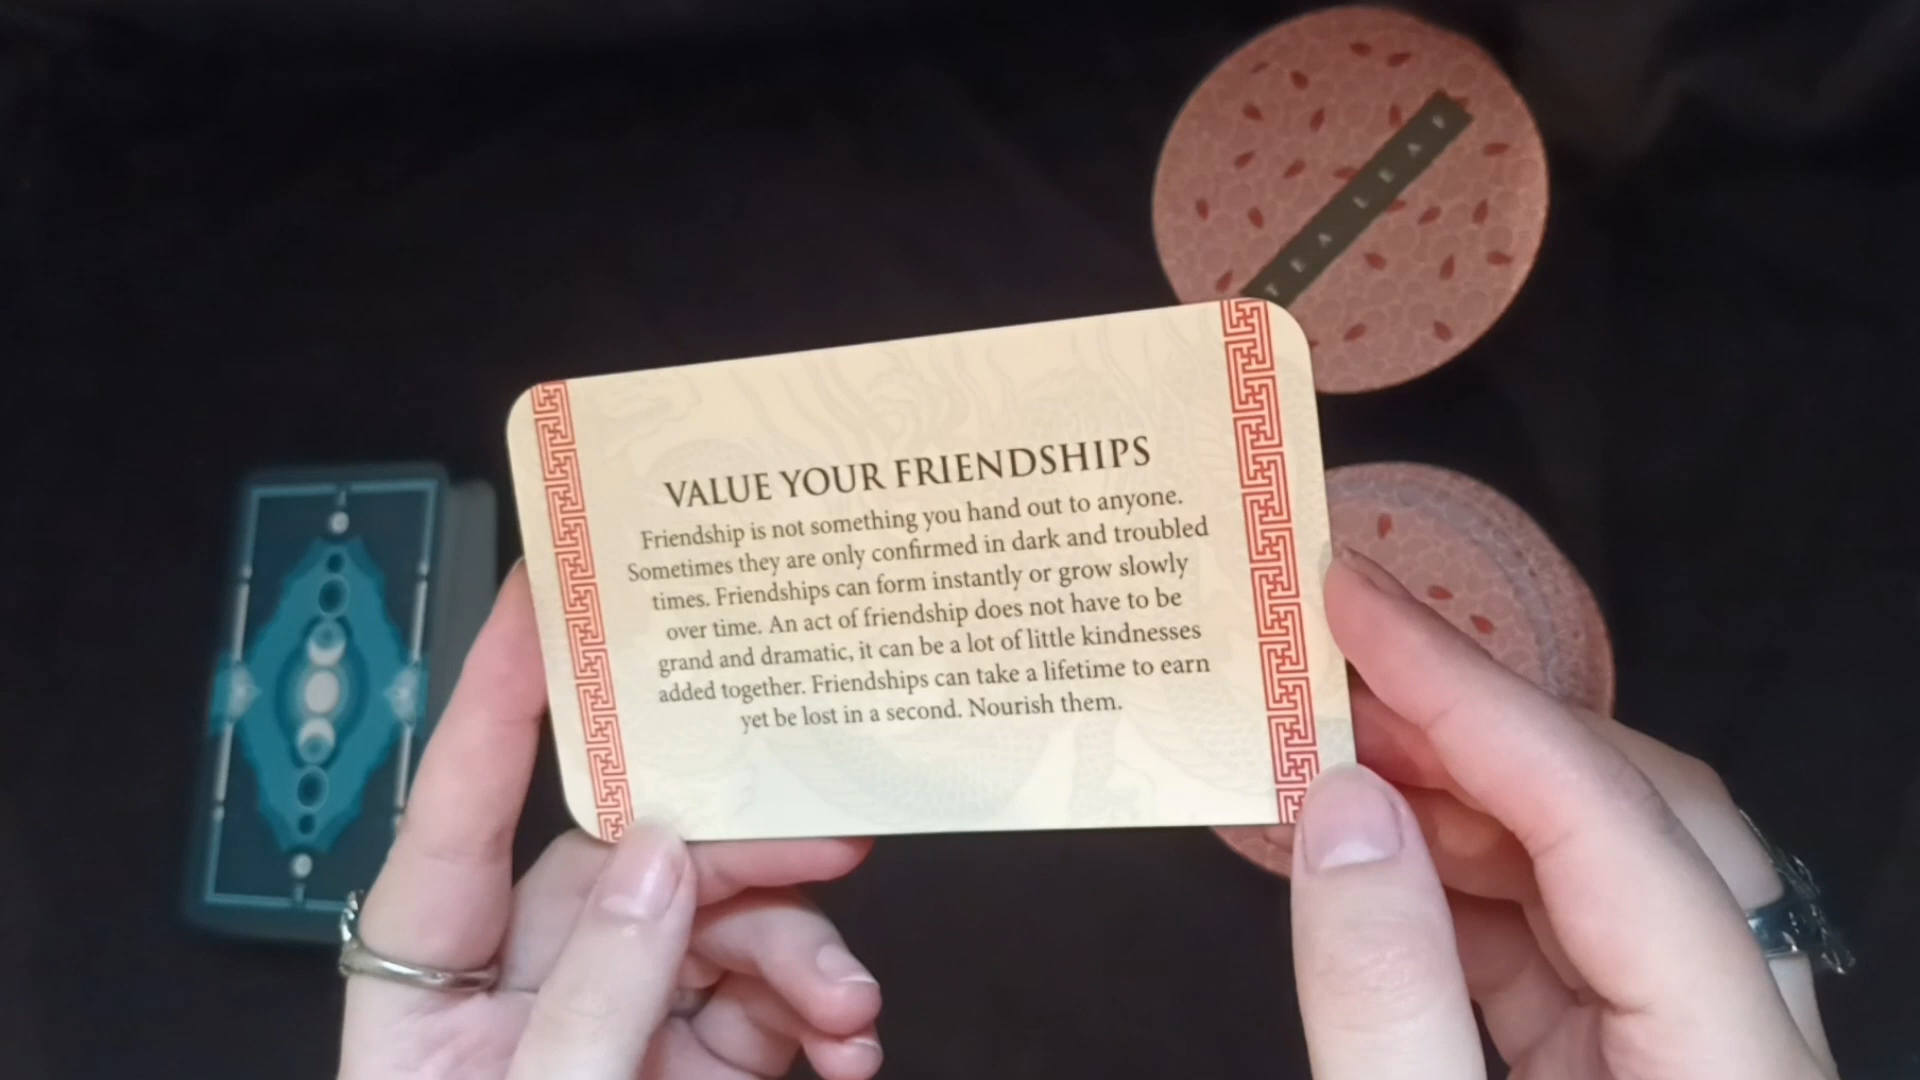 TEA LEAF
VALUE YOUR FRIENDSHIPS
Friendship is not something you hand out to anyone.
Sometimes they are only confirmed in dark and troubled
times. Friendships can form instantly or grow slowly
over time. An act of friendship does not have to be
grand and dramatic, it can be a lot of little kindnesses
added together. Friendships can take a lifetime to earn
yet be lost in a second. Nourish them.